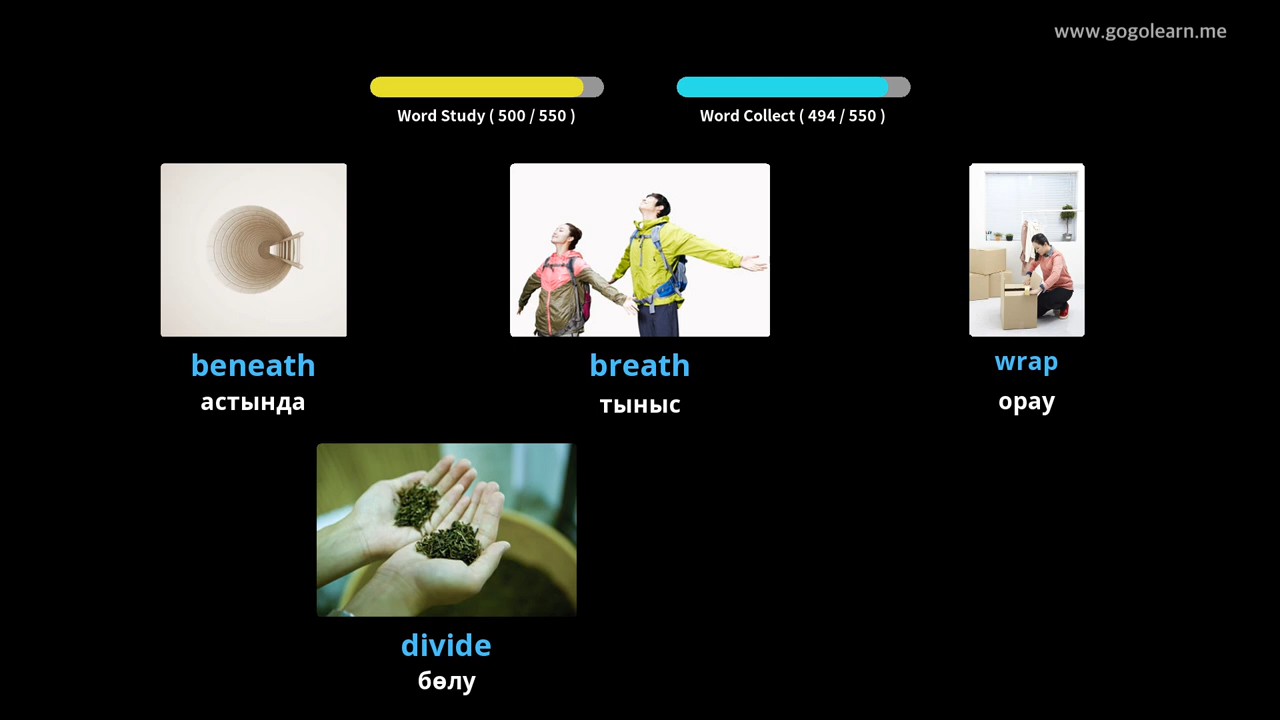 www.gogolearn.me
Word Study ( 500 / 550 )
Word Collect ( 494 / 550 )
beneath
астында
breath
тыныс
wrap
орау
divide
бөлу